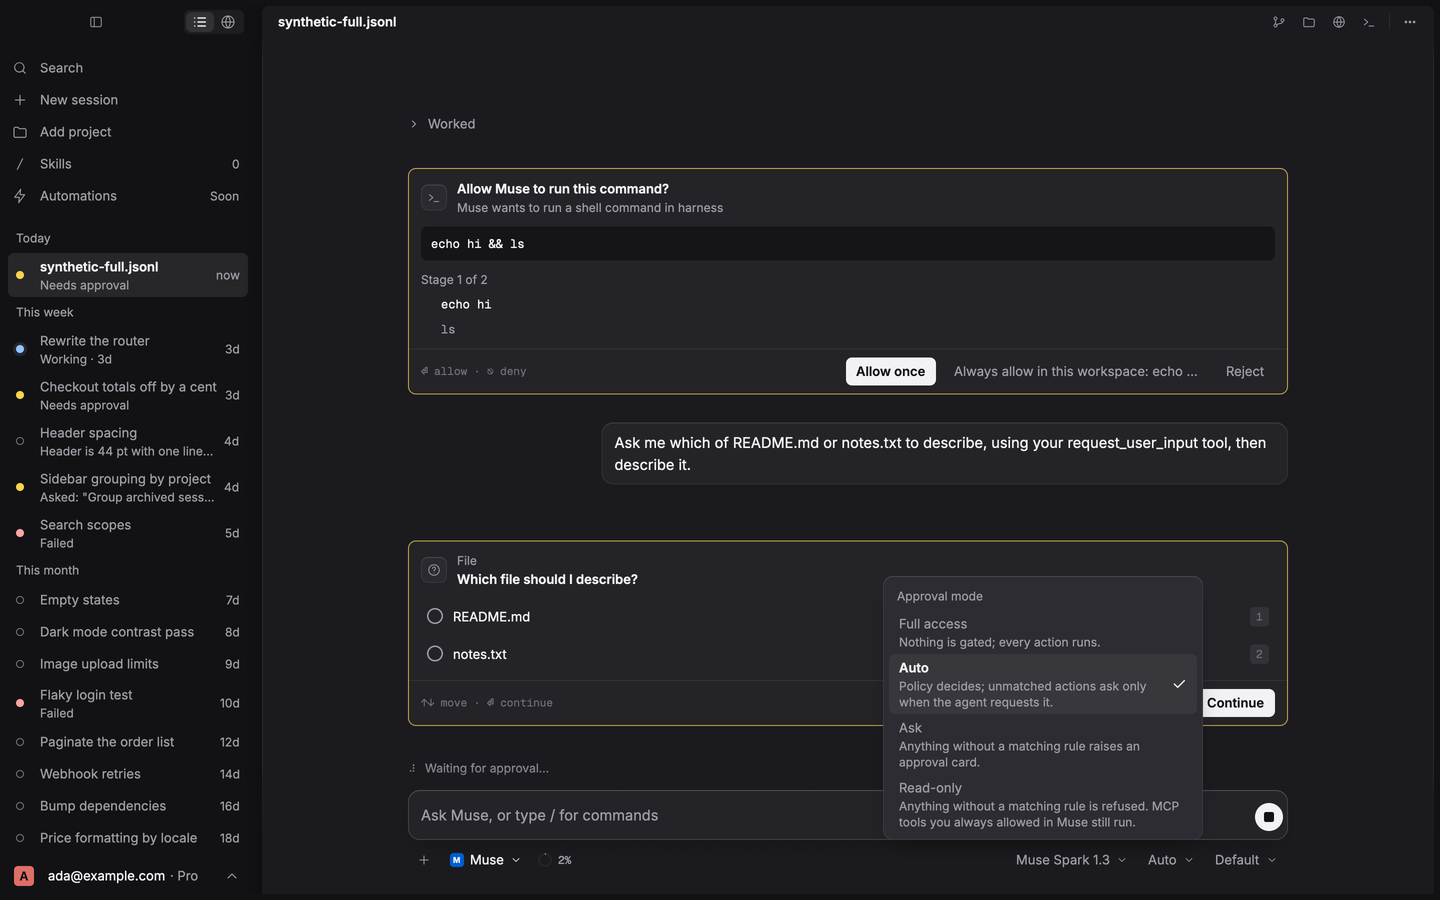 synthetic-full.jsonl
Search
New session
Add project
Skills 0
Automations Soon
Today
synthetic-full.jsonl now
Needs approval
This week
Rewrite the router 3d
Working · 3d
Checkout totals off by a cent 3d
Needs approval
Header spacing 4d
Header is 44 pt with one line...
Sidebar grouping by project 4d
Asked: "Group archived sess...
Search scopes 5d
Failed
This month
Empty states 7d
Dark mode contrast pass 8d
Image upload limits 9d
Flaky login test 10d
Failed
Paginate the order list 12d
Webhook retries 14d
Bump dependencies 16d
Price formatting by locale 18d
A ada@example.com · Pro
Worked
Allow Muse to run this command?
Muse wants to run a shell command in harness
echo hi && ls
Stage 1 of 2
echo hi
ls
allow · deny
Allow once
Always allow in this workspace: echo ...
Reject
Ask me which of README.md or notes.txt to describe, using your request_user_input tool, then
describe it.
File
Which file should I describe?
README.md 1
notes.txt 2
move · continue
Continue
Approval mode
Full access
Nothing is gated; every action runs.
Auto
Policy decides; unmatched actions ask only
when the agent requests it.
Ask
Anything without a matching rule raises an
approval card.
Read-only
Anything without a matching rule is refused. MCP
tools you always allowed in Muse still run.
Waiting for approval...
Ask Muse, or type / for commands
M Muse 2%
Muse Spark 1.3 Auto Default